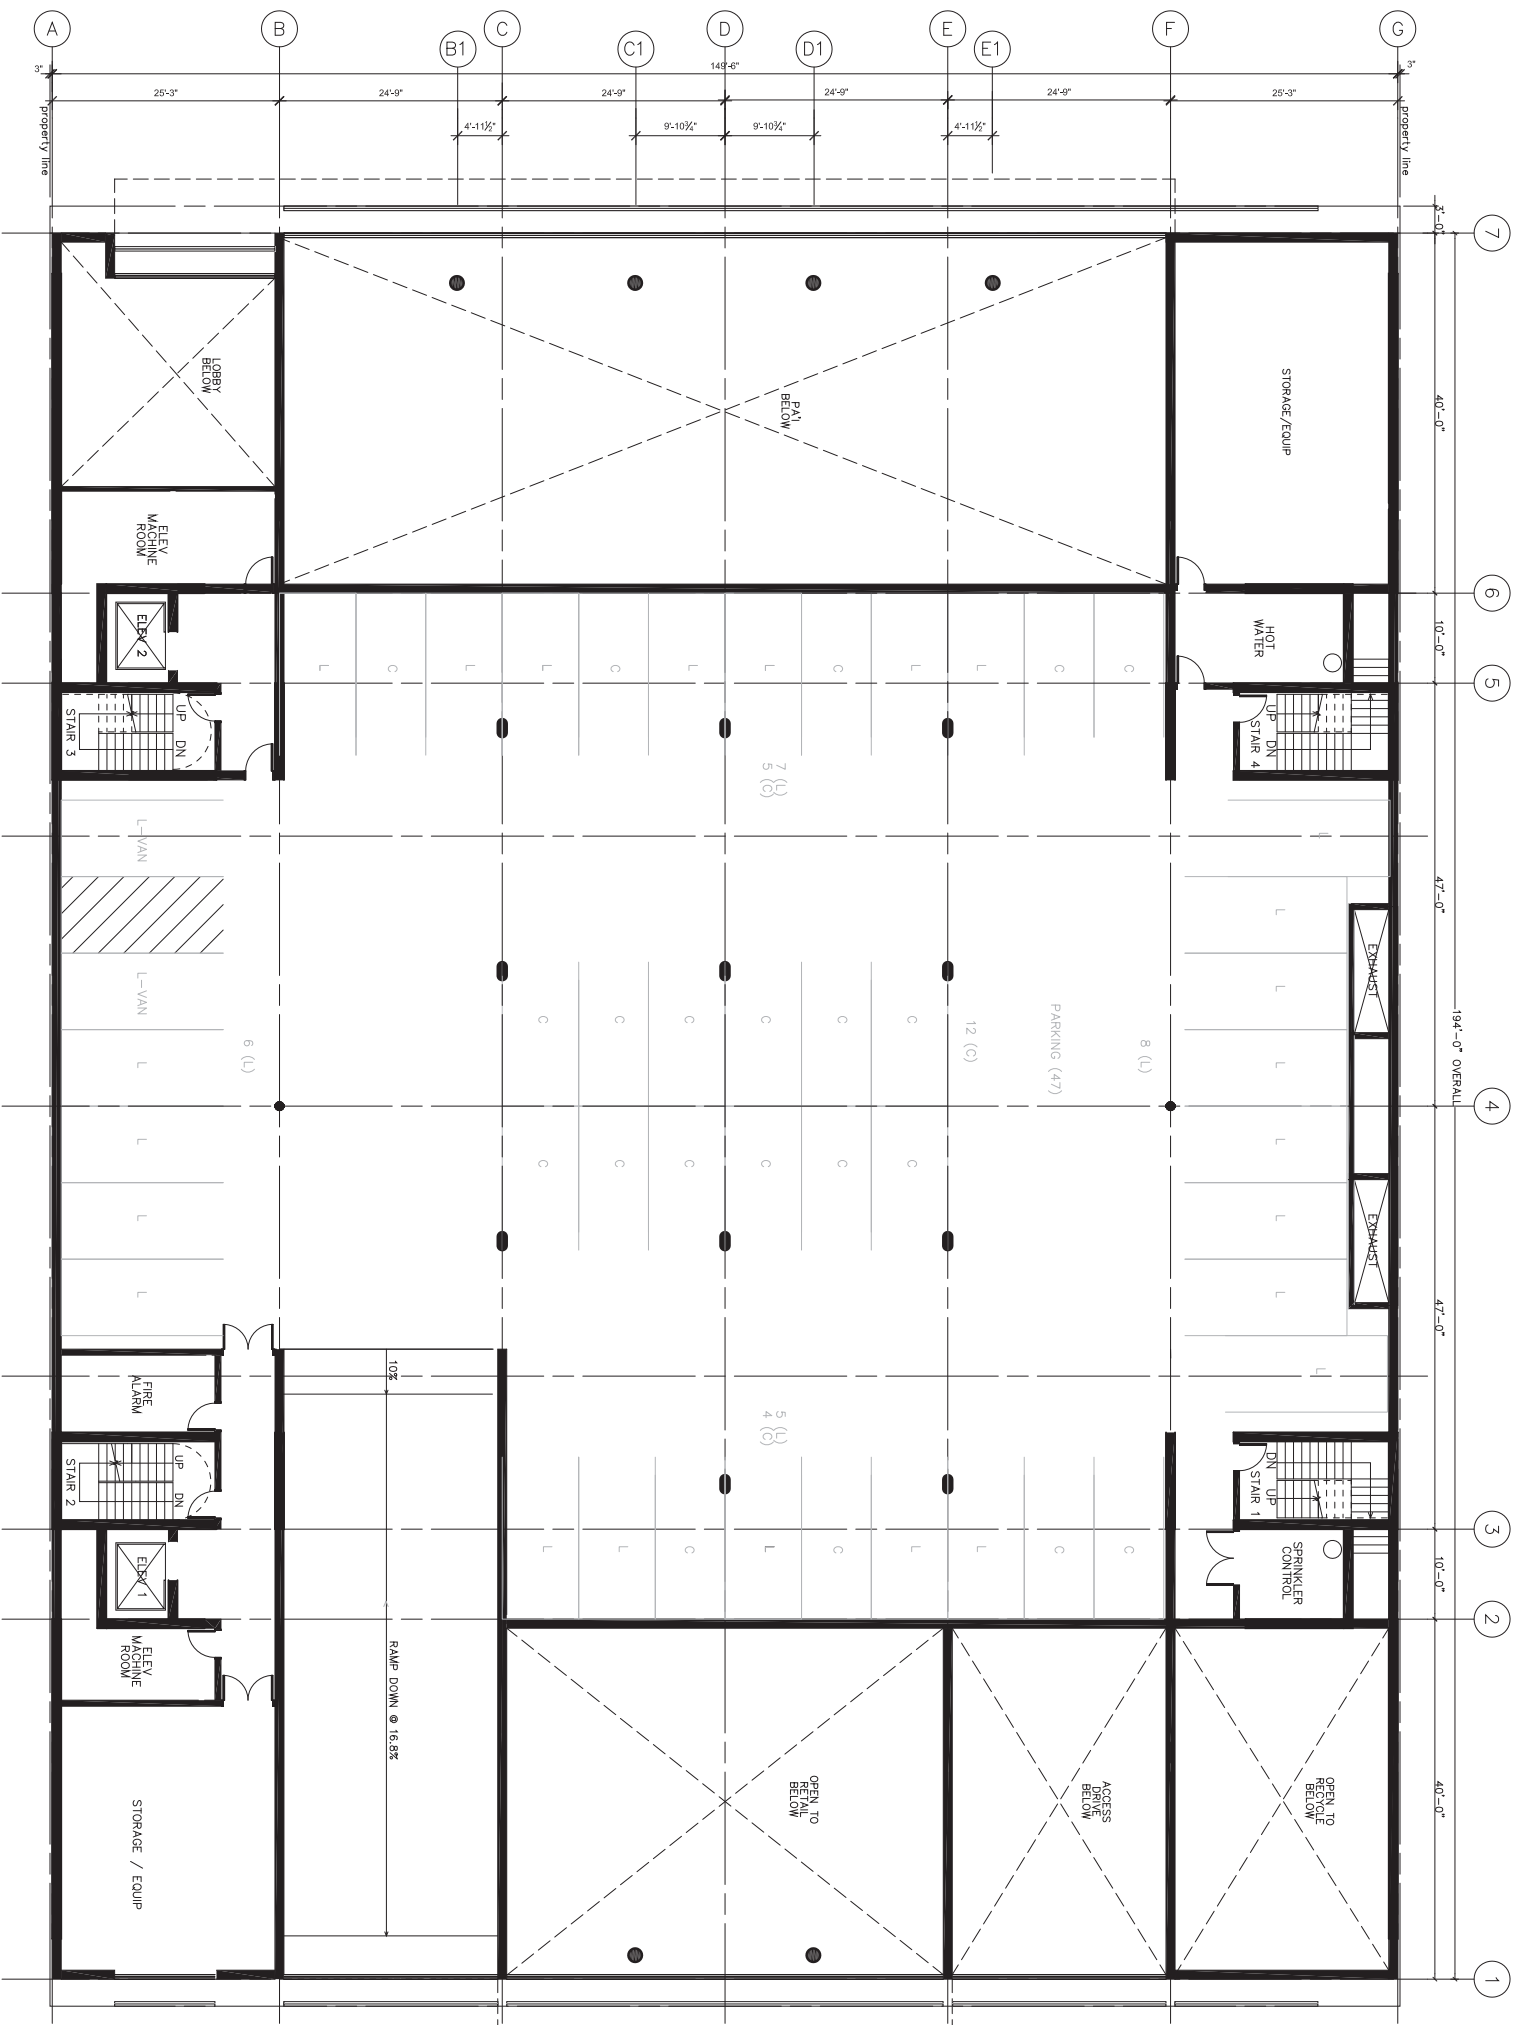 A
B
C
D
E
F
G
B1
C1
D1
E1
149'-6"
3"
3"
25'-3"
24'-9"
24'-9"
24'-9"
24'-9"
25'-3"
4'-11½"
9'-10¾"
9'-10¾"
4'-11½"
property line
property line
3'-0"
7
40'-0"
6
10'-0"
5
47'-0"
194'-0" OVERALL
4
47'-0"
3
10'-0"
2
40'-0"
1
LOBBY
BELOW
PA'I
BELOW
STORAGE/EQUIP
ELEV
MACHINE
ROOM
ELEV 2
HOT
WATER
L
C
L
L
C
L
L
C
L
L
C
C
UP
DN
STAIR 3
UP
DN
STAIR 4
7 (L)
5 (C)
L-VAN
L-VAN
L
L
L
L
6 (L)
C
C
C
C
C
C
C
C
C
C
C
C
12 (C)
PARKING (47)
8 (L)
L
L
L
L
L
L
L
L
EXHAUST
EXHAUST
10%
FIRE
ALARM
5 (L)
4 (C)
UP
DN
STAIR 2
DN
UP
STAIR 1
ELEV 1
L
L
C
L
C
L
L
C
C
SPRINKLER
CONTROL
ELEV
MACHINE
ROOM
RAMP DOWN @ 16.8%
STORAGE / EQUIP
OPEN TO
RETAIL
BELOW
ACCESS
DRIVE
BELOW
OPEN TO
RECYCLE
BELOW